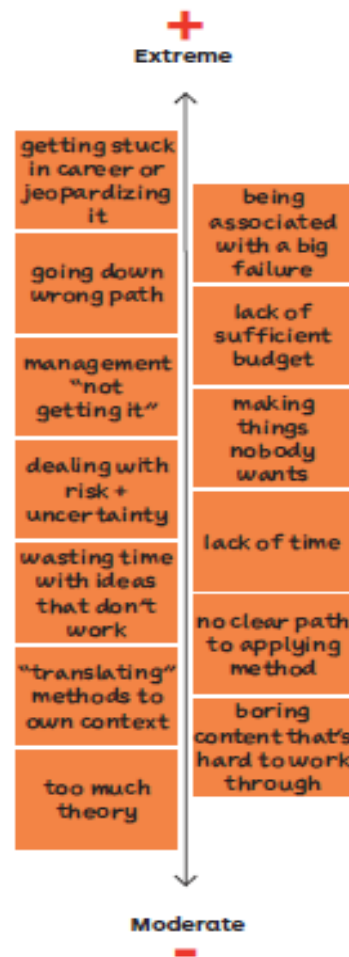 +
Extreme
getting stuck
in career or
jeopardizing
it
going down
wrong path
management
"not
getting it"
dealing with
risk +
uncertainty
wasting time
with ideas
that don't
work
"translating"
methods to
own context
too much
theory
being
associated
with a big
failure
lack of
sufficient
budget
making
things
nobody
wants
lack of time
no clear path
to applying
method
boring
content that's
hard to work
through
Moderate
-